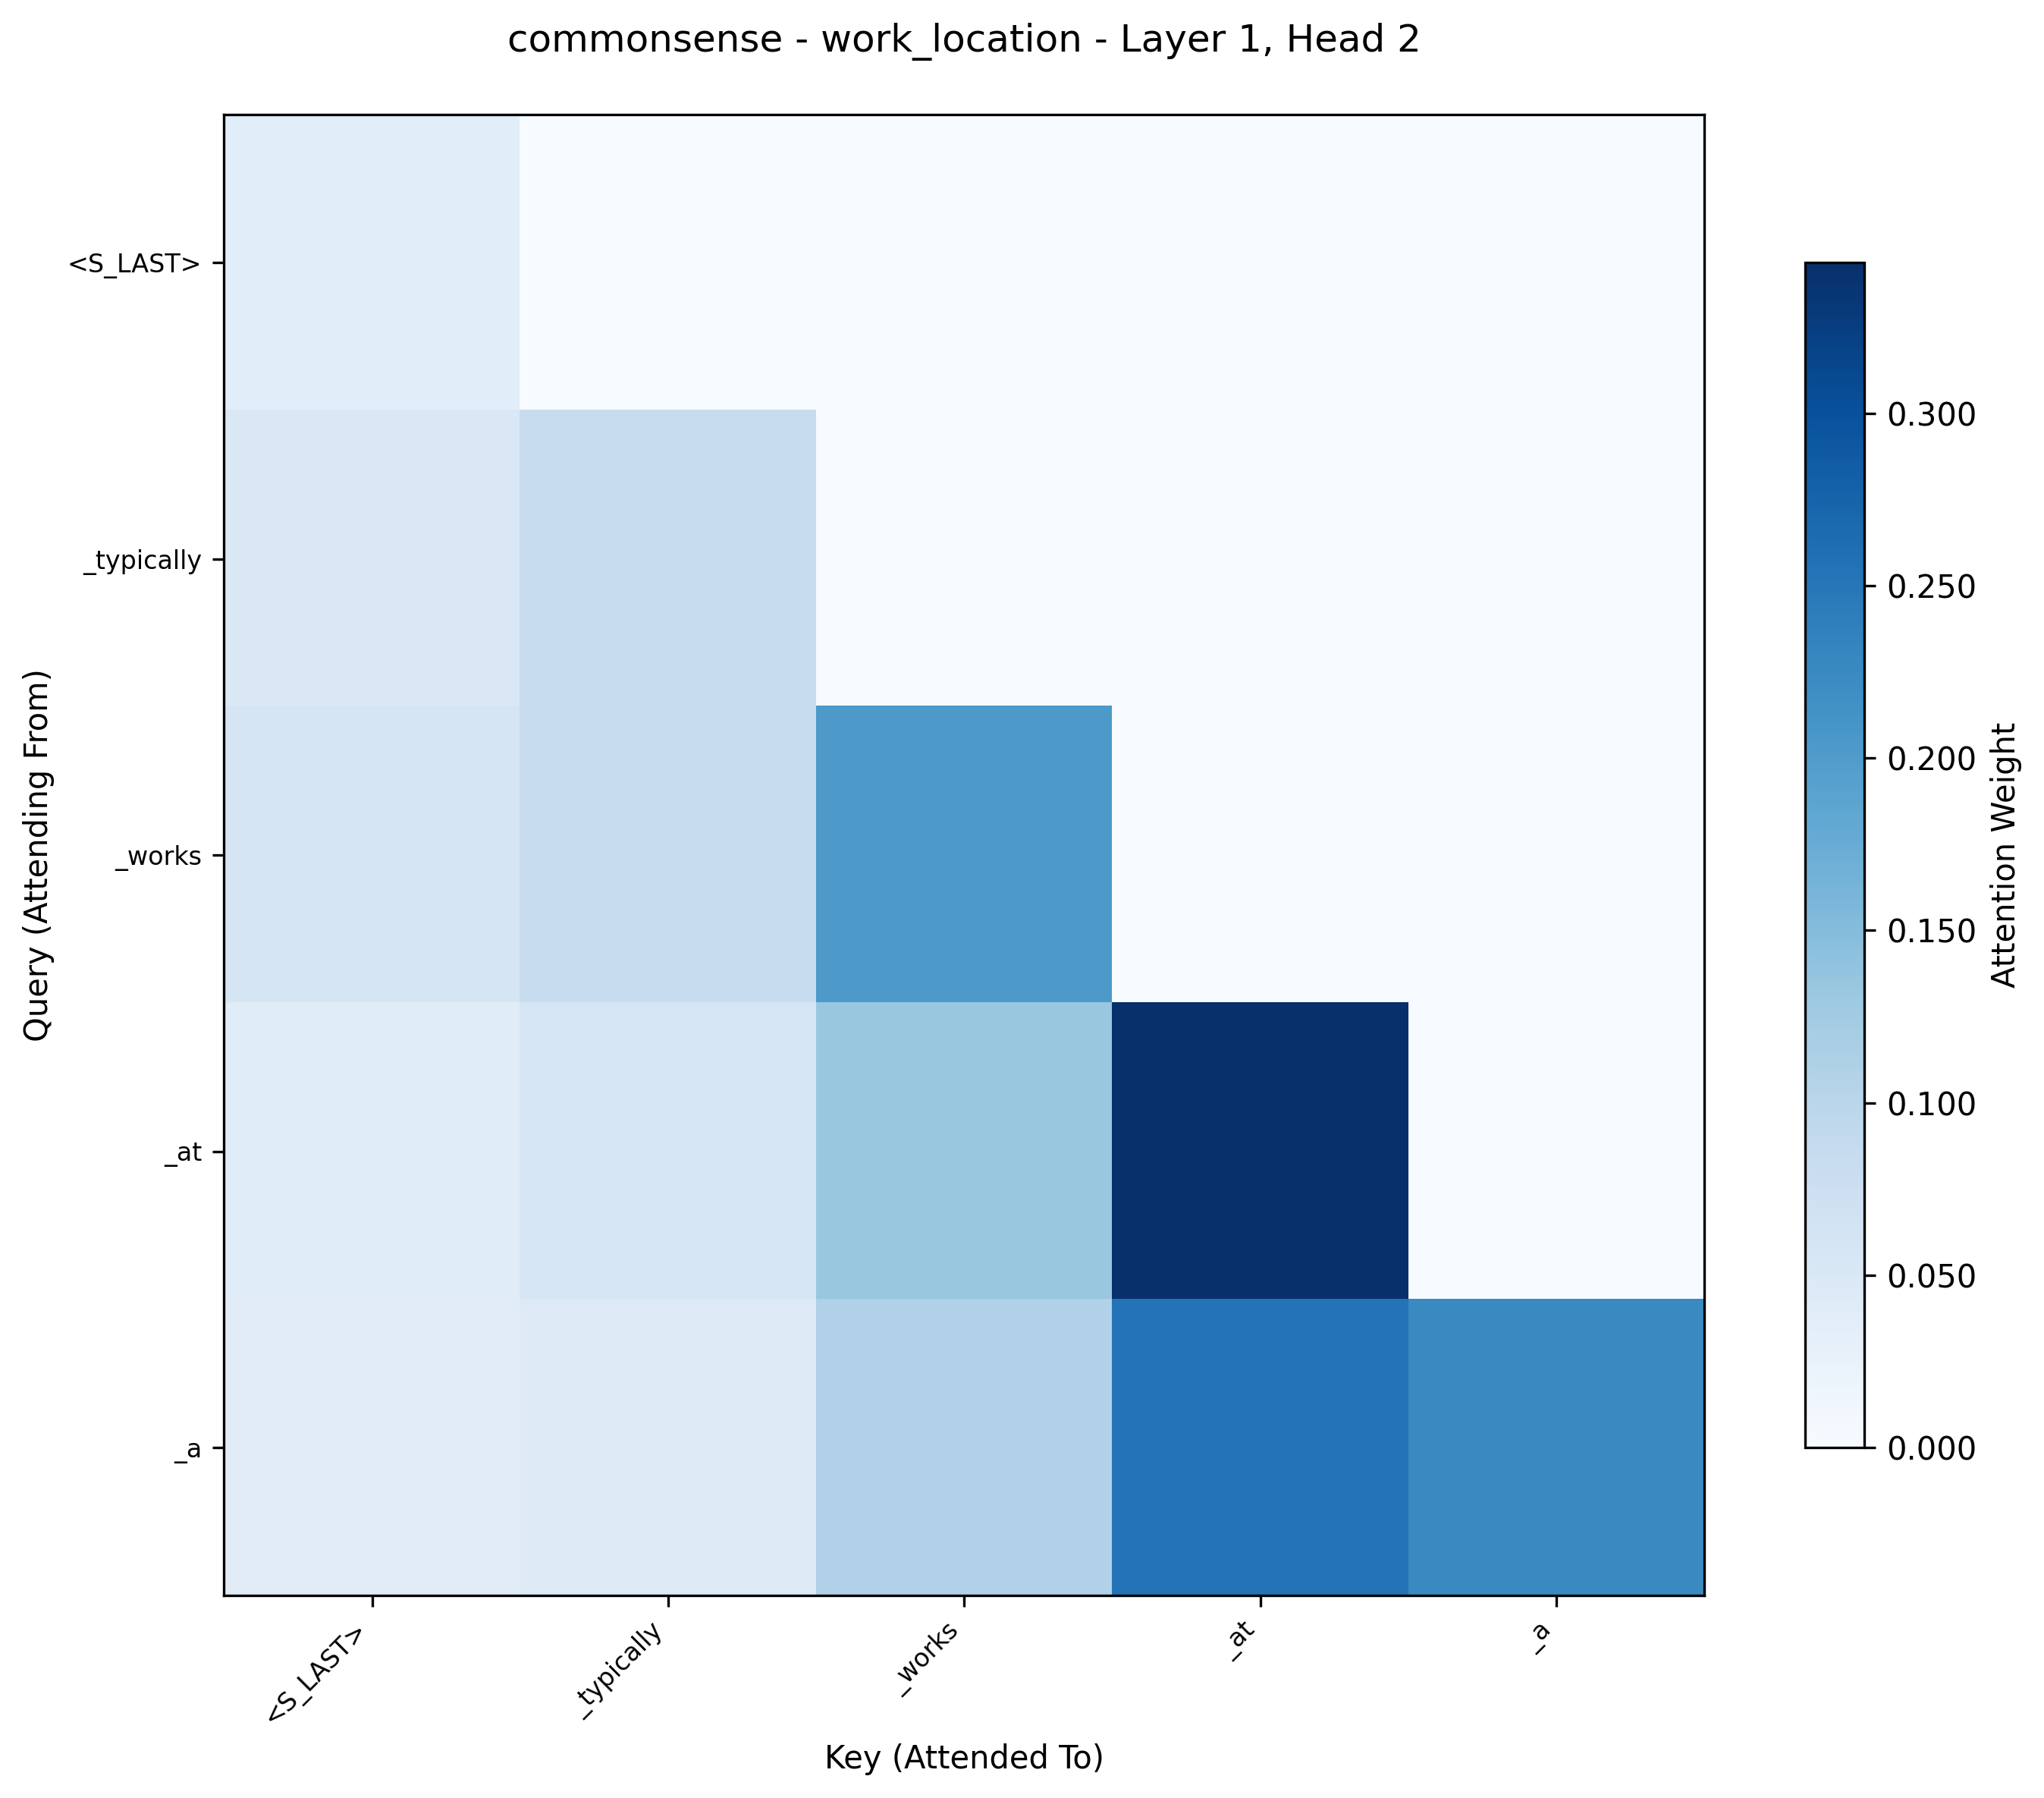 commonsense - work_location - Layer 1, Head 2
Query (Attending From)
<S_LAST>
_typically
_works
_at
_a
<S_LAST>
_typically
_works
_at
_a
Key (Attended To)
0.300
0.250
0.200
0.150
0.100
0.050
0.000
Attention Weight